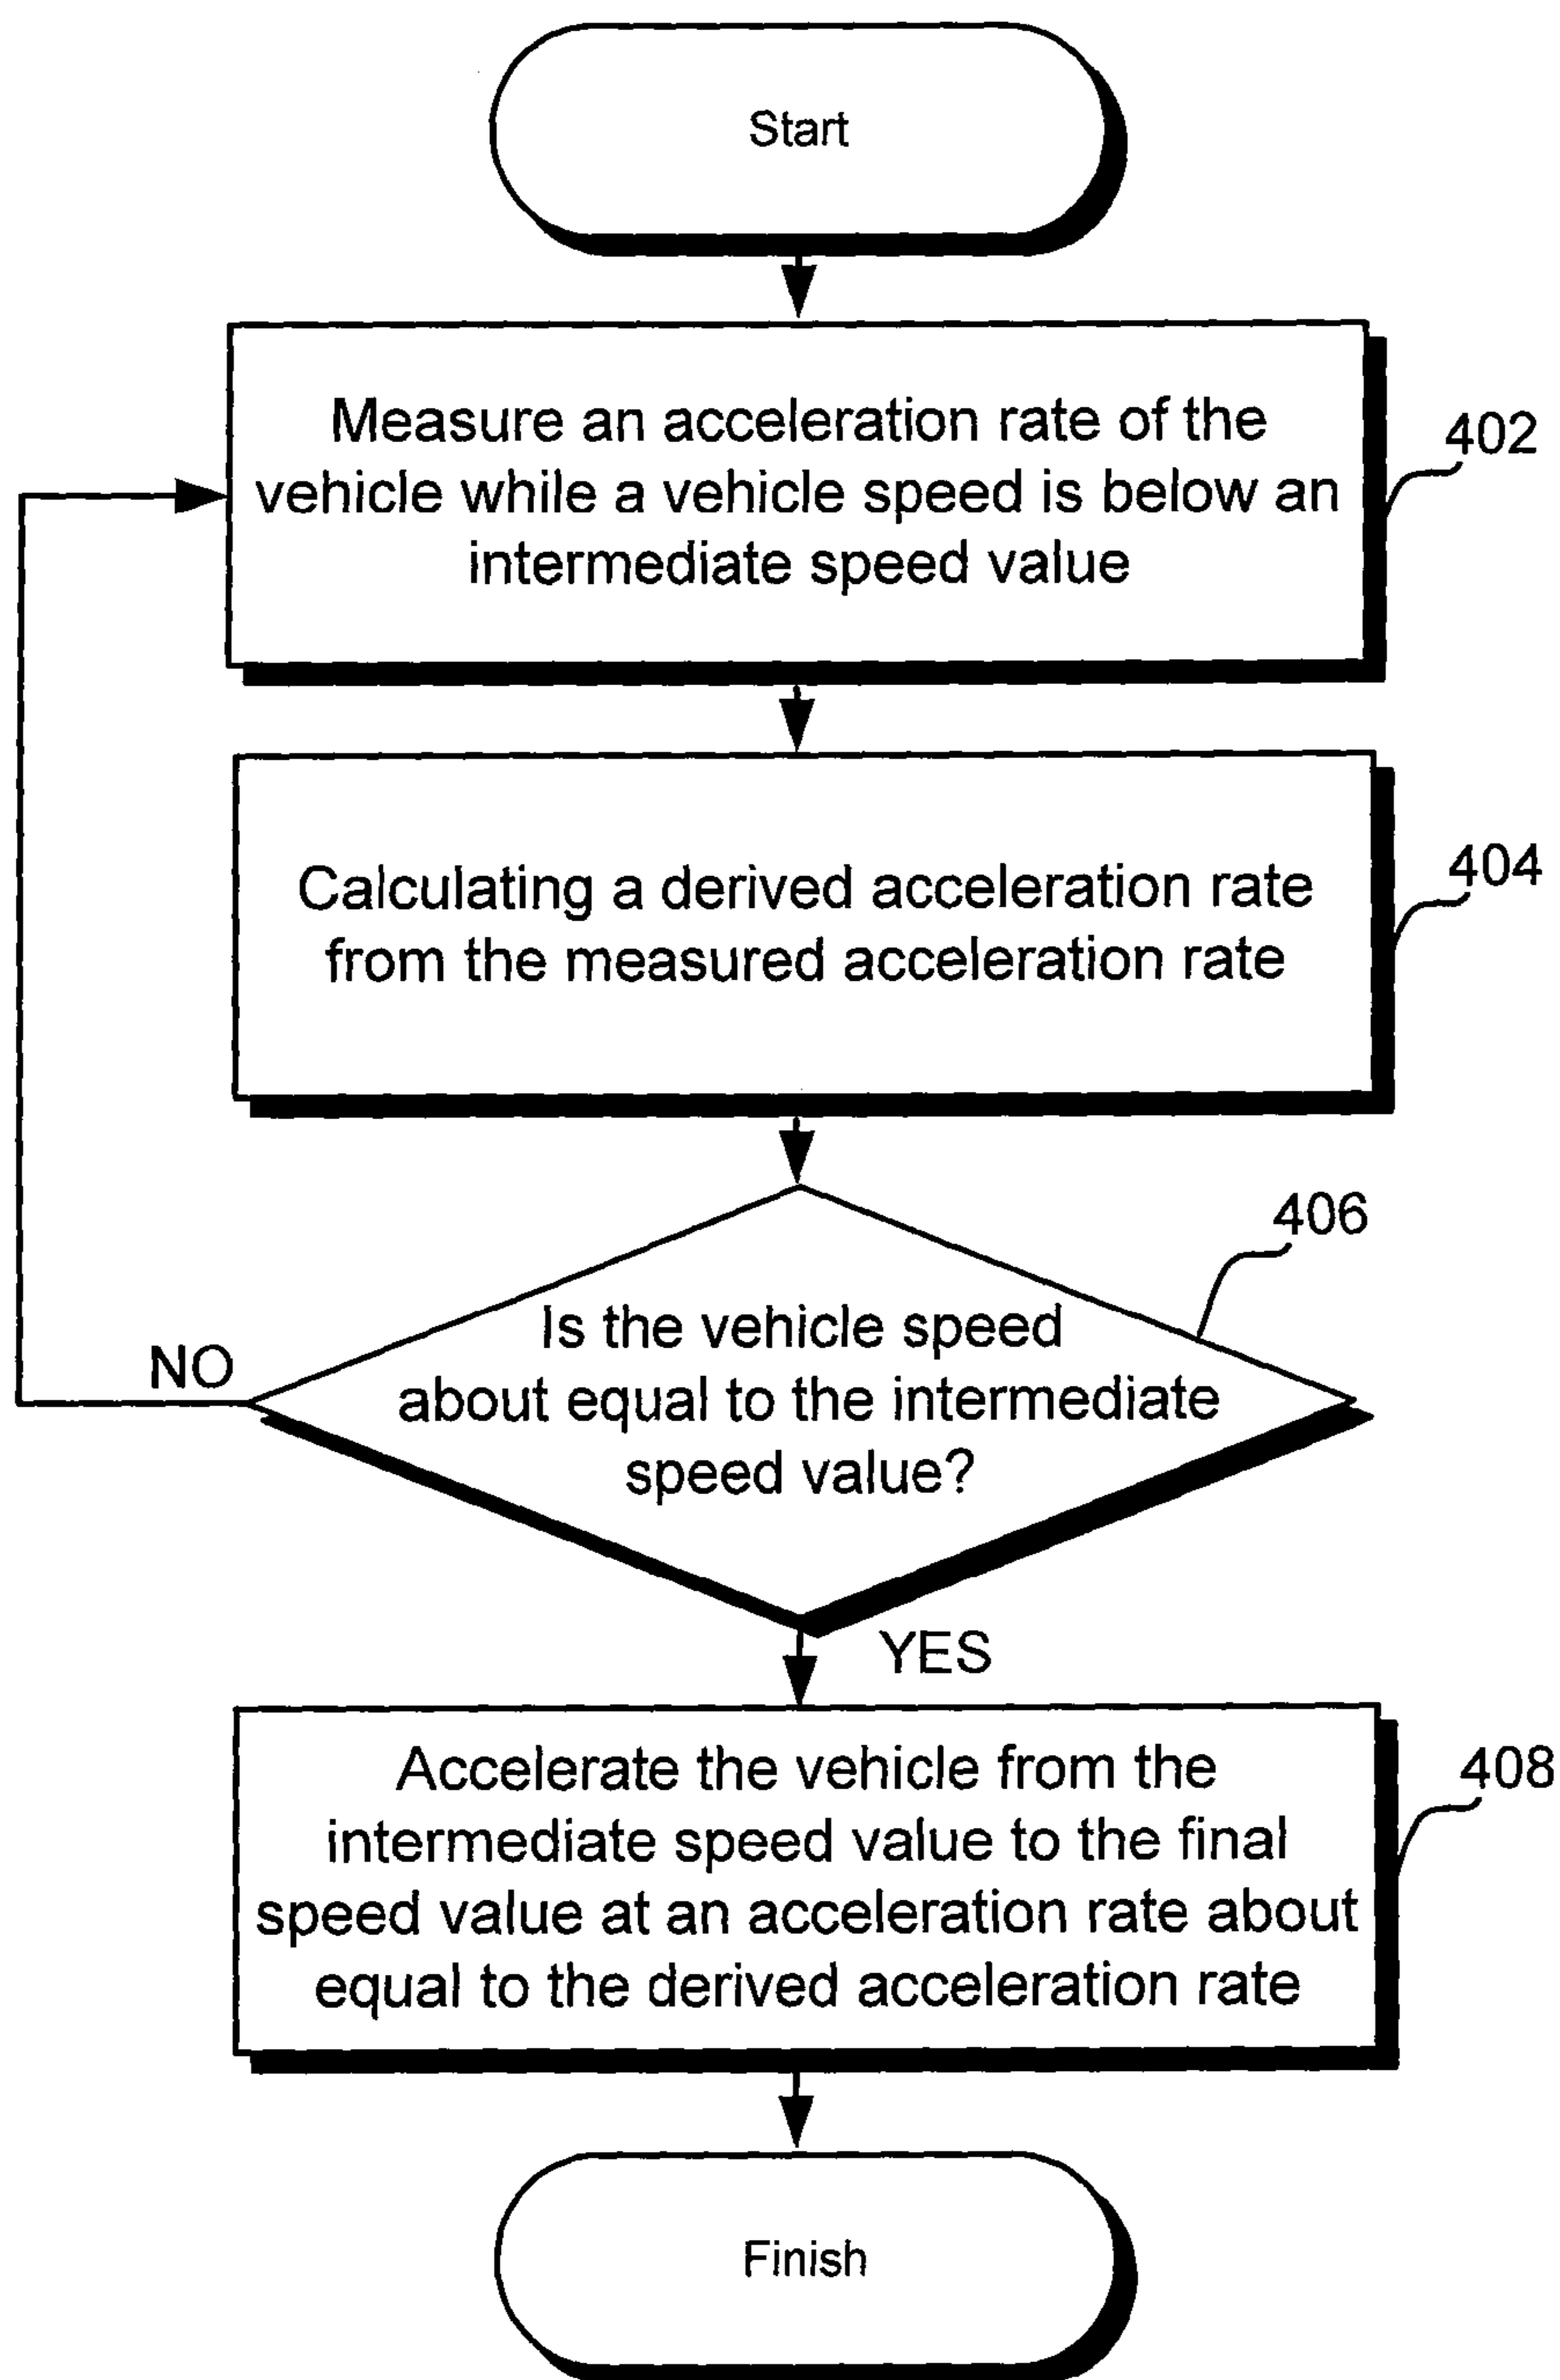 Start
Measure an acceleration rate of the
vehicle while a vehicle speed is below an
intermediate speed value
402
Calculating a derived acceleration rate
from the measured acceleration rate
404
406
Is the vehicle speed
about equal to the intermediate
speed value?
NO
YES
Accelerate the vehicle from the
intermediate speed value to the final
speed value at an acceleration rate about
equal to the derived acceleration rate
408
Finish